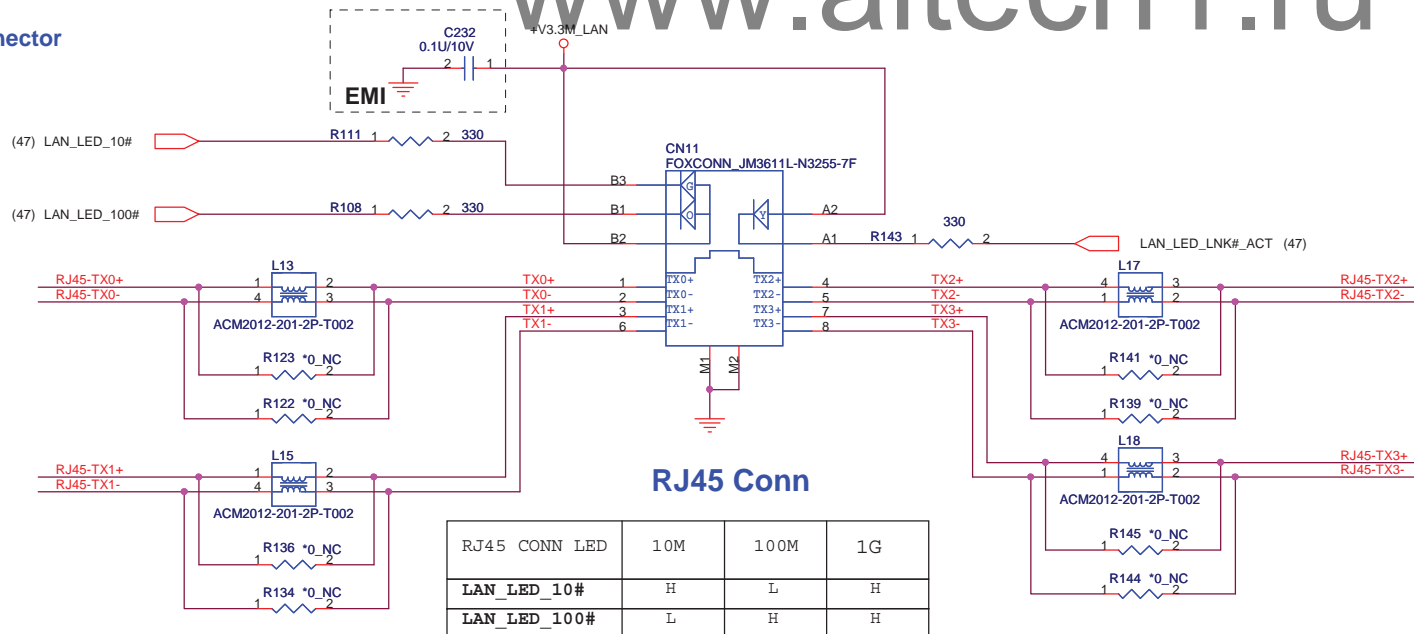 www.aitech1.ru
nector
C232
0.1U/10V
+V3.3M_LAN
2 1
EMI
(47) LAN_LED_10#
R111 1 2 330
CN11
FOXCONN_JM3611L-N3255-7F
B3
G
(47) LAN_LED_100#
R108 1 2 330
B1
O
Y
A2
B2
A1
R143 1 330 2
LAN_LED_LNK#_ACT (47)
RJ45-TX0+
RJ45-TX0-
L13
1 2
4 3
ACM2012-201-2P-T002
TX0+ 1 TX0+
TX0- 2 TX0-
TX1+ 3 TX1+
TX1- 6 TX1-
TX2+ 4 TX2+
TX2- 5 TX2-
TX3+ 7 TX3+
TX3- 8 TX3-
L17
4 3
1 2
ACM2012-201-2P-T002
RJ45-TX2+
RJ45-TX2-
R123 *0_NC
1 2
R122 *0_NC
1 2
M1
M2
R141 *0_NC
1 2
R139 *0_NC
1 2
RJ45-TX1+
RJ45-TX1-
L15
1 2
4 3
ACM2012-201-2P-T002
RJ45 Conn
L18
4 3
1 2
ACM2012-201-2P-T002
RJ45-TX3+
RJ45-TX3-
R136 *0_NC
1 2
R134 *0_NC
1 2
R145 *0_NC
1 2
R144 *0_NC
1 2
RJ45 CONN LED 10M 100M 1G
LAN_LED_10# H L H
LAN_LED_100# L H H